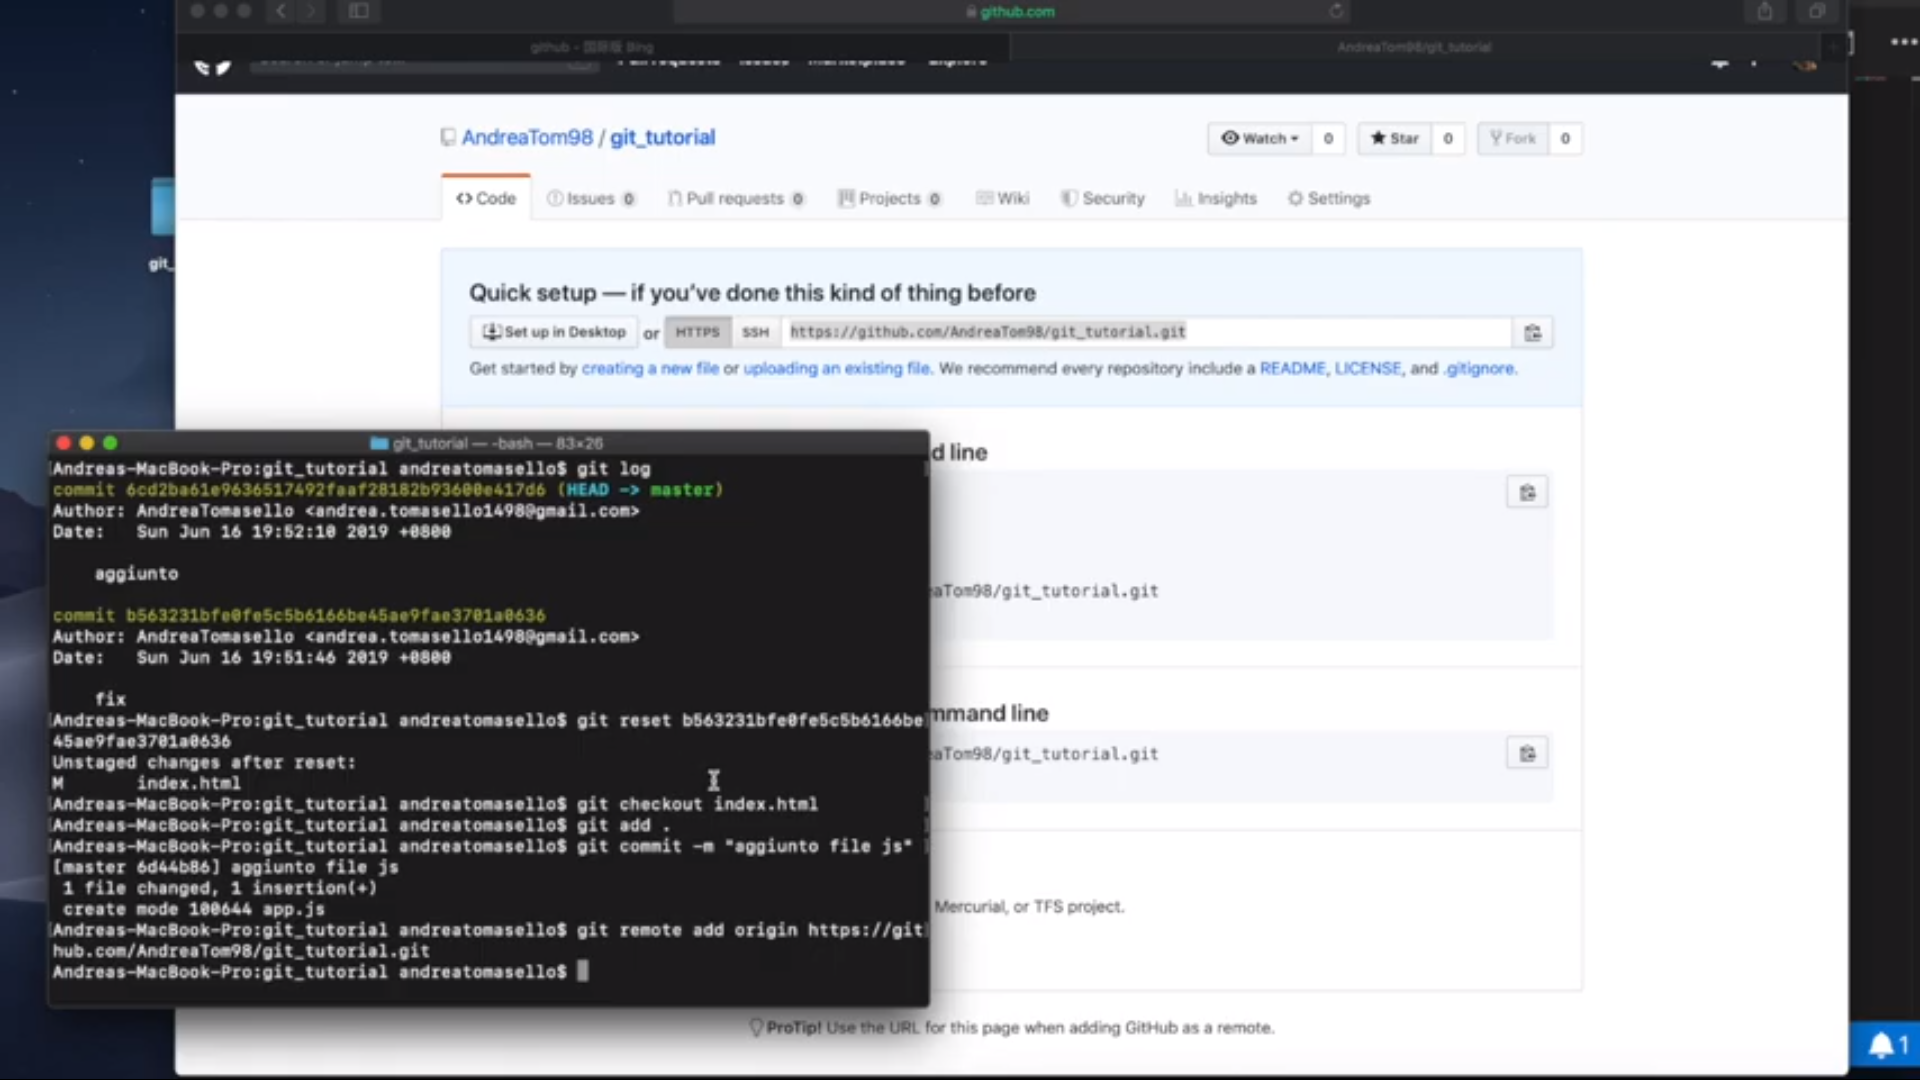 github.com
github - 国际版 Bing
AndreaTom98/git_tutorial
AndreaTom98 / git_tutorial
Watch 0
Star 0
Fork 0
Code
Issues 0
Pull requests 0
Projects 0
Wiki
Security
Insights
Settings
Quick setup — if you've done this kind of thing before
Set up in Desktop or HTTPS SSH https://github.com/AndreaTom98/git_tutorial.git
Get started by creating a new file or uploading an existing file. We recommend every repository include a README, LICENSE, and .gitignore.
git_
d line
eaTom98/git_tutorial.git
mmand line
eaTom98/git_tutorial.git
Mercurial, or TFS project.
ProTip! Use the URL for this page when adding GitHub as a remote.
git_tutorial — -bash — 83×26
Andreas-MacBook-Pro:git_tutorial andreatomasello$ git log
commit 6cd2ba61e9636517492faaf28182b93600e417d6 (HEAD -> master)
Author: AndreaTomasello <andrea.tomasello1498@gmail.com>
Date: Sun Jun 16 19:52:10 2019 +0800
aggiunto
commit b563231bfe0fe5c5b6166be45ae9fae3701a0636
Author: AndreaTomasello <andrea.tomasello1498@gmail.com>
Date: Sun Jun 16 19:51:46 2019 +0800
fix
Andreas-MacBook-Pro:git_tutorial andreatomasello$ git reset b563231bfe0fe5c5b6166be
45ae9fae3701a0636
Unstaged changes after reset:
M index.html
Andreas-MacBook-Pro:git_tutorial andreatomasello$ git checkout index.html
Andreas-MacBook-Pro:git_tutorial andreatomasello$ git add .
Andreas-MacBook-Pro:git_tutorial andreatomasello$ git commit -m "aggiunto file js"
[master 6d44b86] aggiunto file js
1 file changed, 1 insertion(+)
create mode 100644 app.js
Andreas-MacBook-Pro:git_tutorial andreatomasello$ git remote add origin https://git
hub.com/AndreaTom98/git_tutorial.git
Andreas-MacBook-Pro:git_tutorial andreatomasello$
1